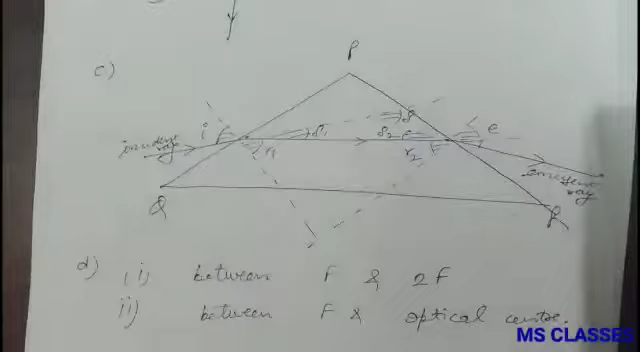 c)
P
i r1 δ1 δ δ2 r2 e
incident ray
emergent ray
Q R
d) (i) between F & 2F
ii) between F & optical centre.
MS CLASSES